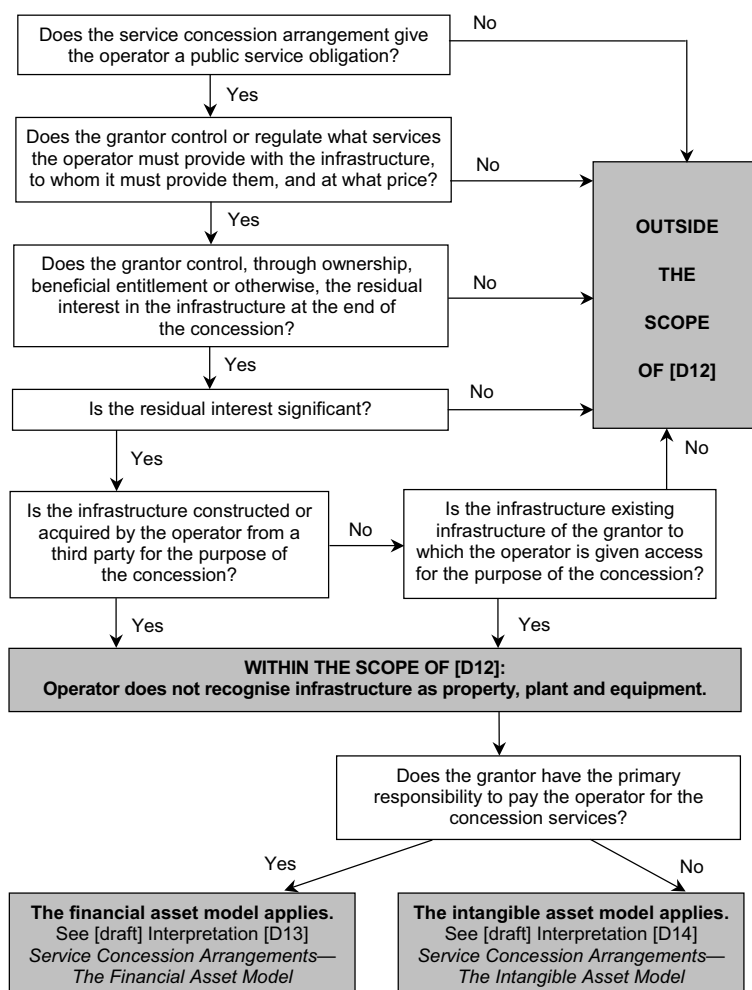 Does the service concession arrangement give
the operator a public service obligation?
No
Yes
Does the grantor control or regulate what services
the operator must provide with the infrastructure,
to whom it must provide them, and at what price?
No
Yes
OUTSIDE
THE
SCOPE
OF [D12]
Does the grantor control, through ownership,
beneficial entitlement or otherwise, the residual
interest in the infrastructure at the end of
the concession?
No
Yes
Is the residual interest significant?
No
Yes
No
Is the infrastructure constructed or
acquired by the operator from a
third party for the purpose of
the concession?
No
Is the infrastructure existing
infrastructure of the grantor to
which the operator is given access
for the purpose of the concession?
Yes
Yes
WITHIN THE SCOPE OF [D12]:
Operator does not recognise infrastructure as property, plant and equipment.
Does the grantor have the primary
responsibility to pay the operator for the
concession services?
Yes
No
The financial asset model applies.
See [draft] Interpretation [D13]
Service Concession Arrangements—
The Financial Asset Model
The intangible asset model applies.
See [draft] Interpretation [D14]
Service Concession Arrangements—
The Intangible Asset Model